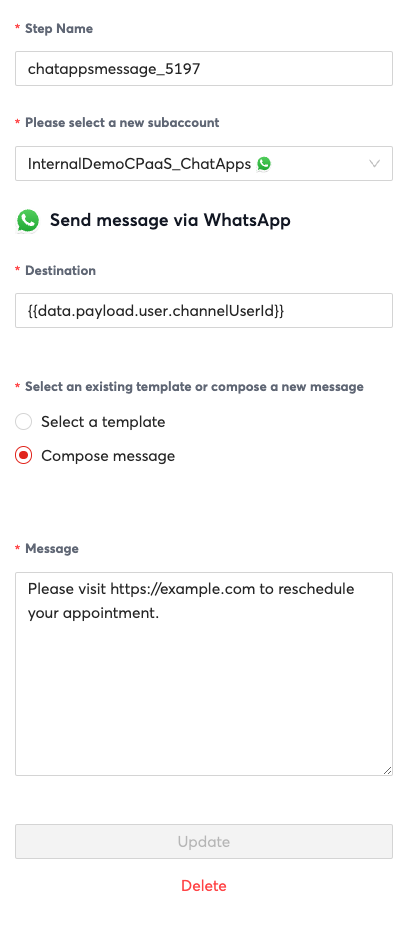 * Step Name
chatappsmessage_5197
* Please select a new subaccount
InternalDemoCPaaS_ChatApps
Send message via WhatsApp
* Destination
{{data.payload.user.channelUserId}}
* Select an existing template or compose a new message
Select a template
Compose message
* Message
Please visit https://example.com to reschedule
your appointment.
Update
Delete